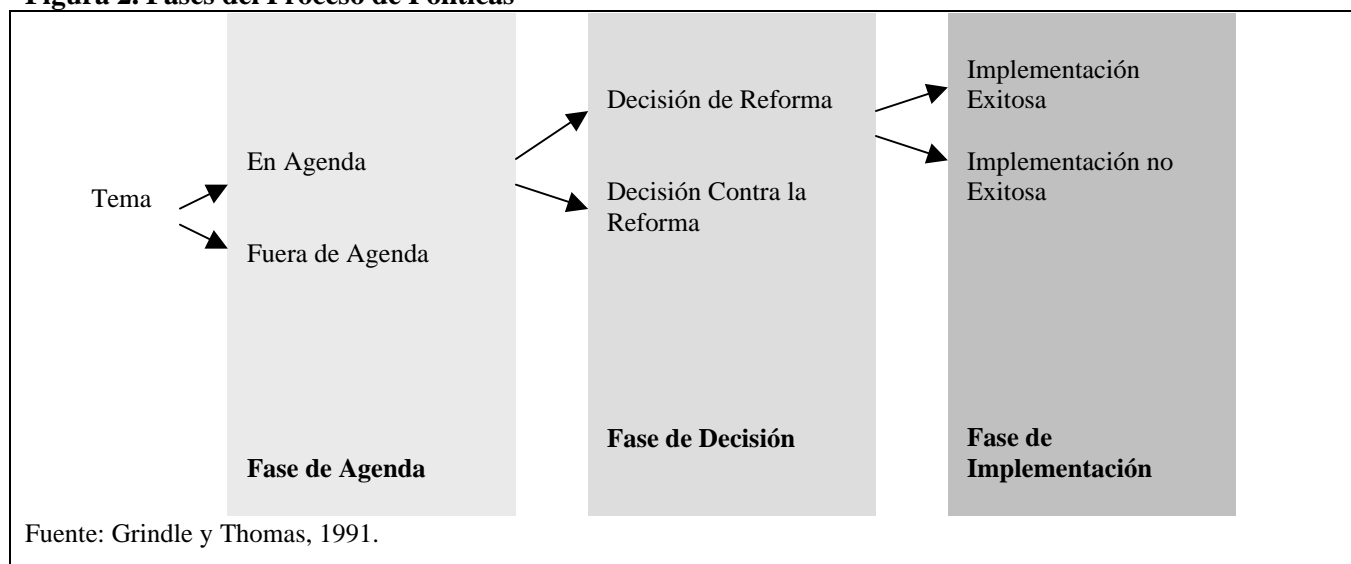 Figura 2. Fases del Proceso de Políticas
Tema
En Agenda
Fuera de Agenda
Fase de Agenda
Decisión de Reforma
Decisión Contra la
Reforma
Fase de Decisión
Implementación
Exitosa
Implementación no
Exitosa
Fase de
Implementación
Fuente: Grindle y Thomas, 1991.